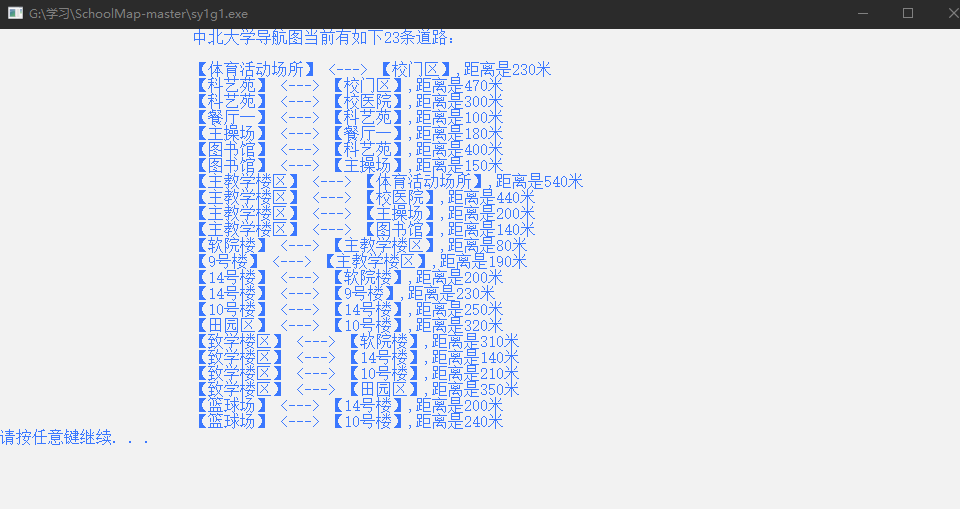 G:\学习\SchoolMap-master\sy1g1.exe
中北大学导航图当前有如下23条道路：
【体育活动场所】 <---> 【校门区】,距离是230米
【科艺苑】 <---> 【校门区】,距离是470米
【科艺苑】 <---> 【校医院】,距离是300米
【餐厅一】 <---> 【科艺苑】,距离是100米
【主操场】 <---> 【餐厅一】,距离是180米
【图书馆】 <---> 【科艺苑】,距离是400米
【图书馆】 <---> 【主操场】,距离是150米
【主教学楼区】 <---> 【体育活动场所】,距离是540米
【主教学楼区】 <---> 【校医院】,距离是440米
【主教学楼区】 <---> 【主操场】,距离是200米
【主教学楼区】 <---> 【图书馆】,距离是140米
【软院楼】 <---> 【主教学楼区】,距离是80米
【9号楼】 <---> 【主教学楼区】,距离是190米
【14号楼】 <---> 【软院楼】,距离是200米
【14号楼】 <---> 【9号楼】,距离是230米
【10号楼】 <---> 【14号楼】,距离是250米
【田园区】 <---> 【10号楼】,距离是320米
【致学楼区】 <---> 【软院楼】,距离是310米
【致学楼区】 <---> 【14号楼】,距离是140米
【致学楼区】 <---> 【10号楼】,距离是210米
【致学楼区】 <---> 【田园区】,距离是350米
【篮球场】 <---> 【14号楼】,距离是200米
【篮球场】 <---> 【10号楼】,距离是240米
请按任意键继续. . .